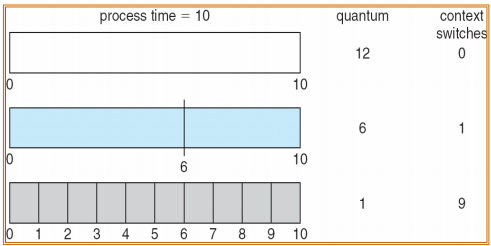 process time = 10 quantum context
switches
12 0
0 10
6 1
0 6 10
1 9
0 1 2 3 4 5 6 7 8 9 10